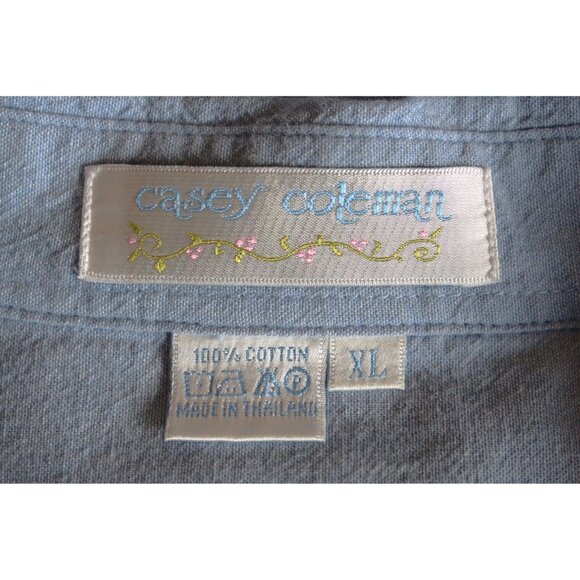 casey coleman
100% COTTON
P
MADE IN THAILAND
XL